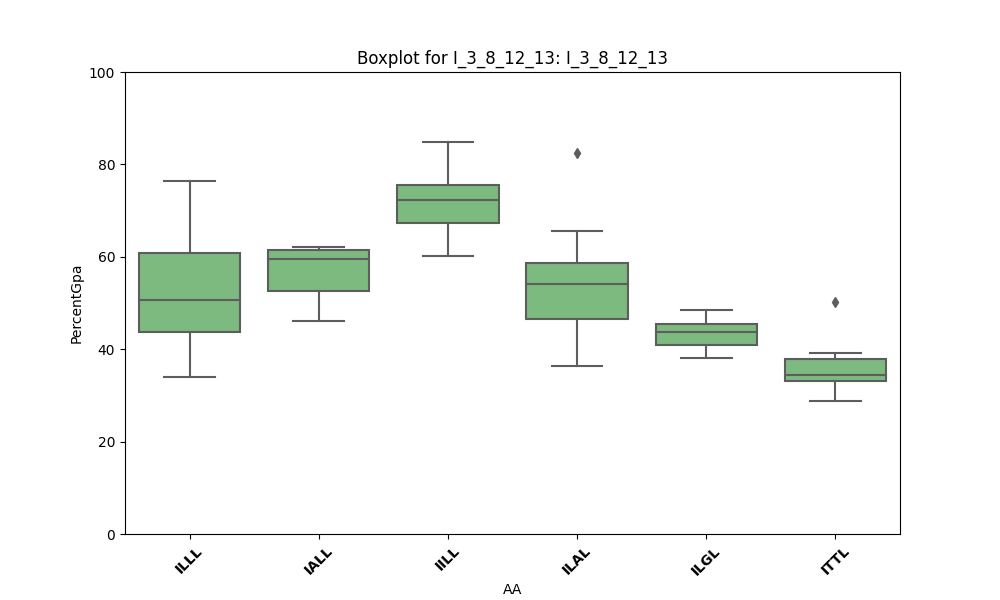 Boxplot for I_3_8_12_13: I_3_8_12_13
100
80
60
40
20
0
PercentGpa
ILLL
IALL
IILL
ILAL
ILGL
ITTL
AA